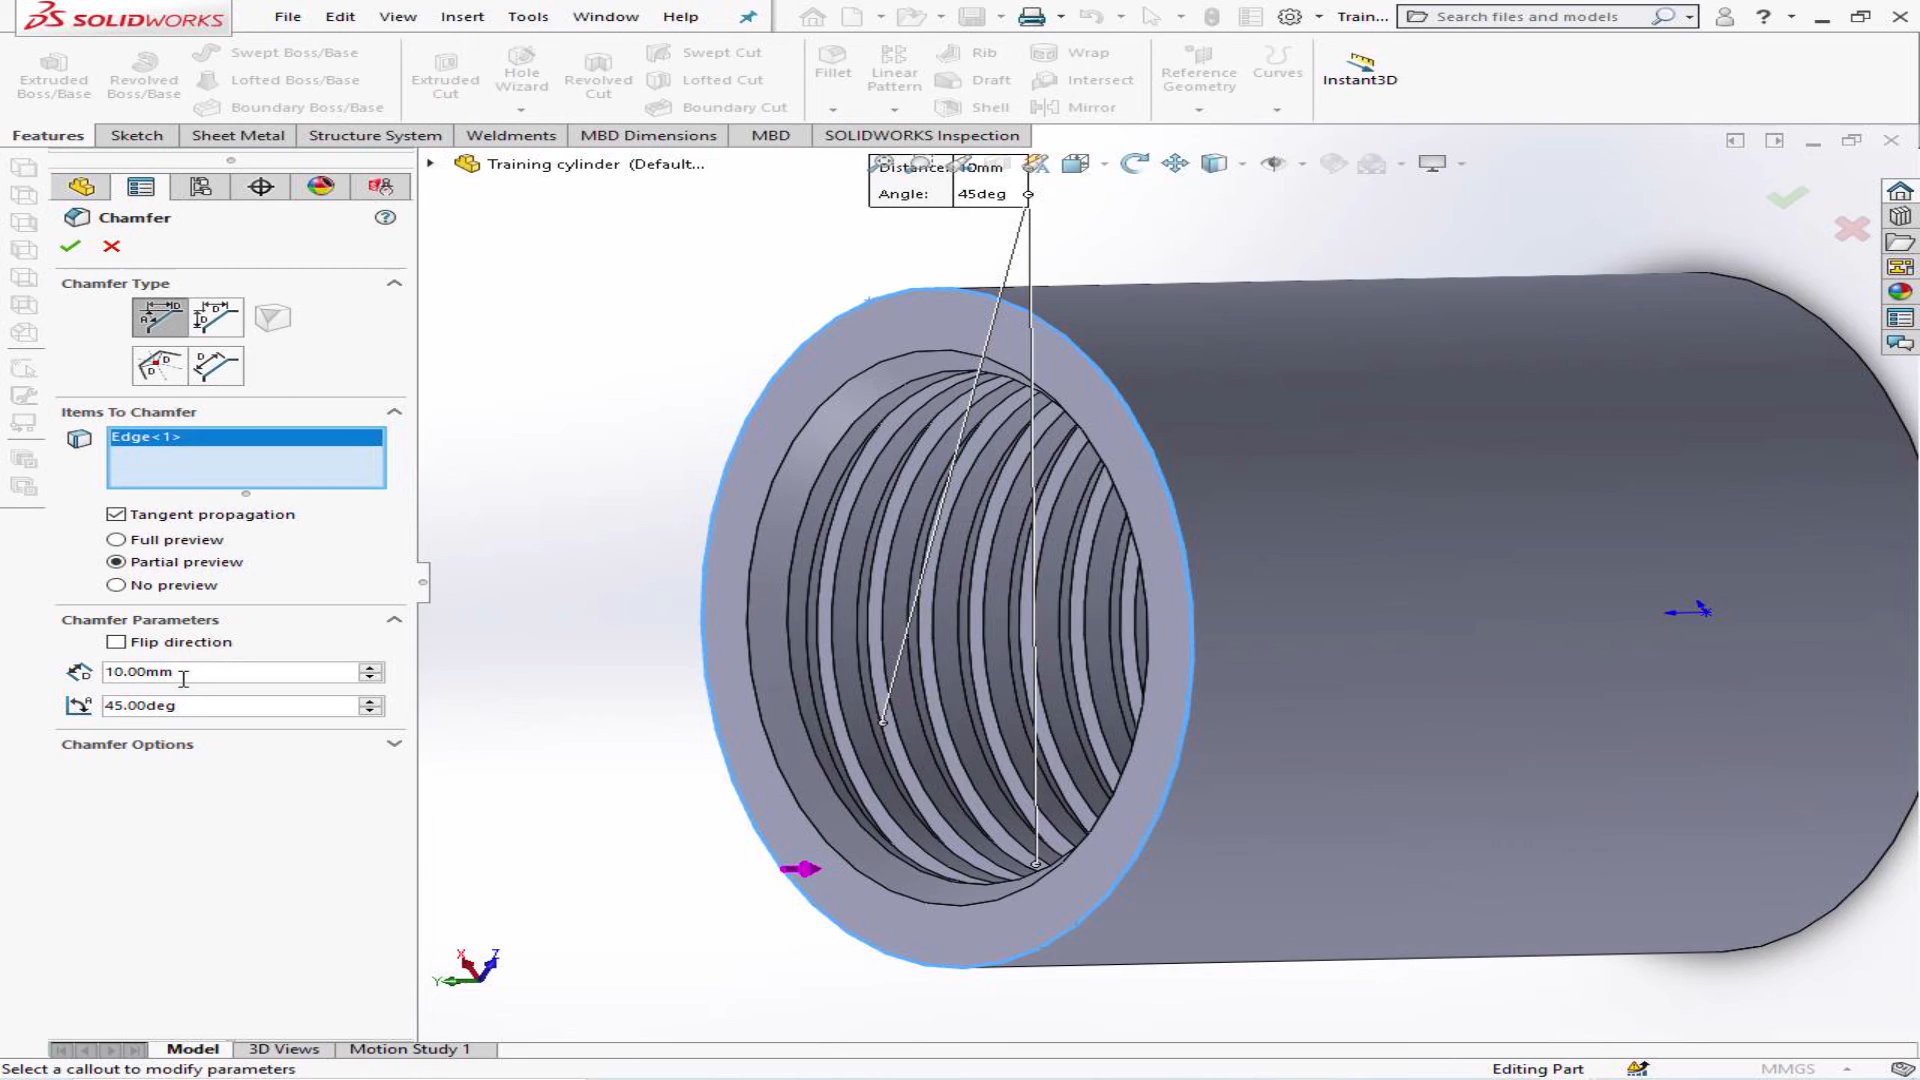 SOLIDWORKS File Edit View Insert Tools Window Help Train... Search files and models ?
Extruded Boss/Base
Revolved Boss/Base
Swept Boss/Base
Lofted Boss/Base
Boundary Boss/Base
Extruded Cut
Hole Wizard
Revolved Cut
Swept Cut
Lofted Cut
Boundary Cut
Fillet
Linear Pattern
Rib
Draft
Shell
Wrap
Intersect
Mirror
Reference Geometry
Curves
Instant3D
Features Sketch Sheet Metal Structure System Weldments MBD Dimensions MBD SOLIDWORKS Inspection
Training cylinder (Default...
Distance: 10mm
Angle: 45deg
Chamfer
Chamfer Type
Items To Chamfer
Edge<1>
Tangent propagation
Full preview
Partial preview
No preview
Chamfer Parameters
Flip direction
10.00mm
45.00deg
Chamfer Options
X Z
Y
Model 3D Views Motion Study 1
Select a callout to modify parameters Editing Part MMGS